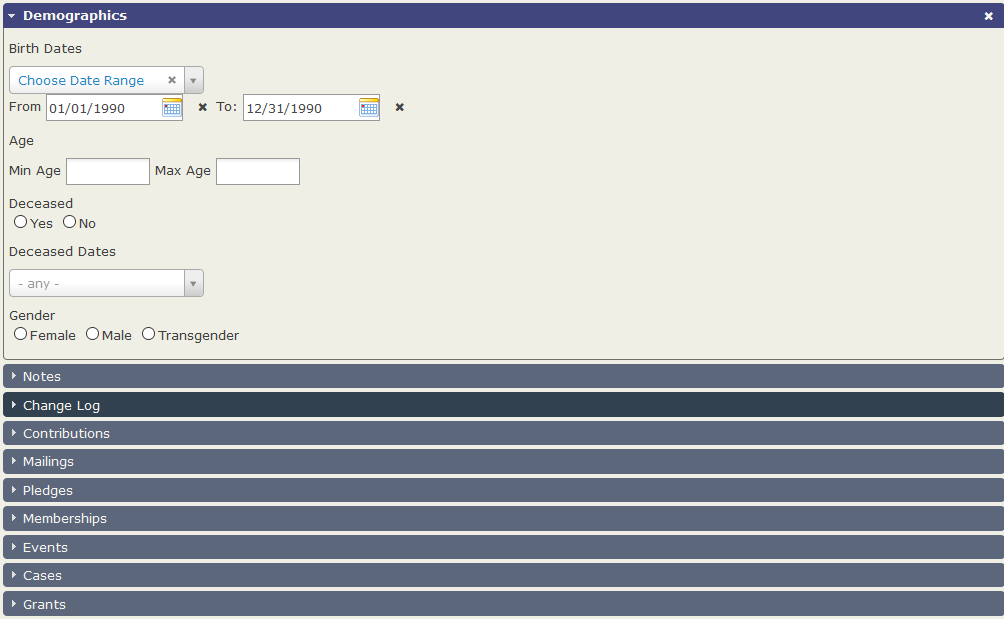 Demographics
Birth Dates
Choose Date Range
From 01/01/1990 To: 12/31/1990
Age
Min Age Max Age
Deceased
Yes No
Deceased Dates
- any -
Gender
Female Male Transgender
Notes
Change Log
Contributions
Mailings
Pledges
Memberships
Events
Cases
Grants